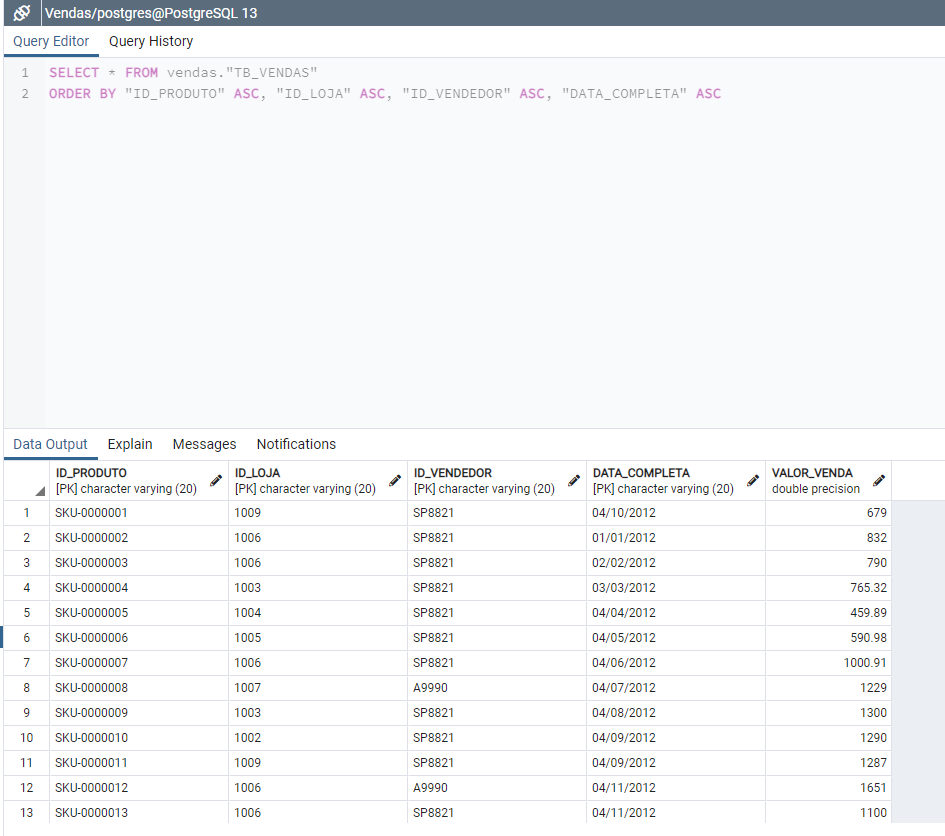 Vendas/postgres@PostgreSQL 13
Query Editor Query History
1 SELECT * FROM vendas."TB_VENDAS"
2 ORDER BY "ID_PRODUTO" ASC, "ID_LOJA" ASC, "ID_VENDEDOR" ASC, "DATA_COMPLETA" ASC
Data Output Explain Messages Notifications
ID_PRODUTO ID_LOJA ID_VENDEDOR DATA_COMPLETA VALOR_VENDA
[PK] character varying (20) [PK] character varying (20) [PK] character varying (20) [PK] character varying (20) double precision
1 SKU-0000001 1009 SP8821 04/10/2012 679
2 SKU-0000002 1006 SP8821 01/01/2012 832
3 SKU-0000003 1006 SP8821 02/02/2012 790
4 SKU-0000004 1003 SP8821 03/03/2012 765.32
5 SKU-0000005 1004 SP8821 04/04/2012 459.89
6 SKU-0000006 1005 SP8821 04/05/2012 590.98
7 SKU-0000007 1006 SP8821 04/06/2012 1000.91
8 SKU-0000008 1007 A9990 04/07/2012 1229
9 SKU-0000009 1003 SP8821 04/08/2012 1300
10 SKU-0000010 1002 SP8821 04/09/2012 1290
11 SKU-0000011 1009 SP8821 04/09/2012 1287
12 SKU-0000012 1006 A9990 04/11/2012 1651
13 SKU-0000013 1006 SP8821 04/11/2012 1100